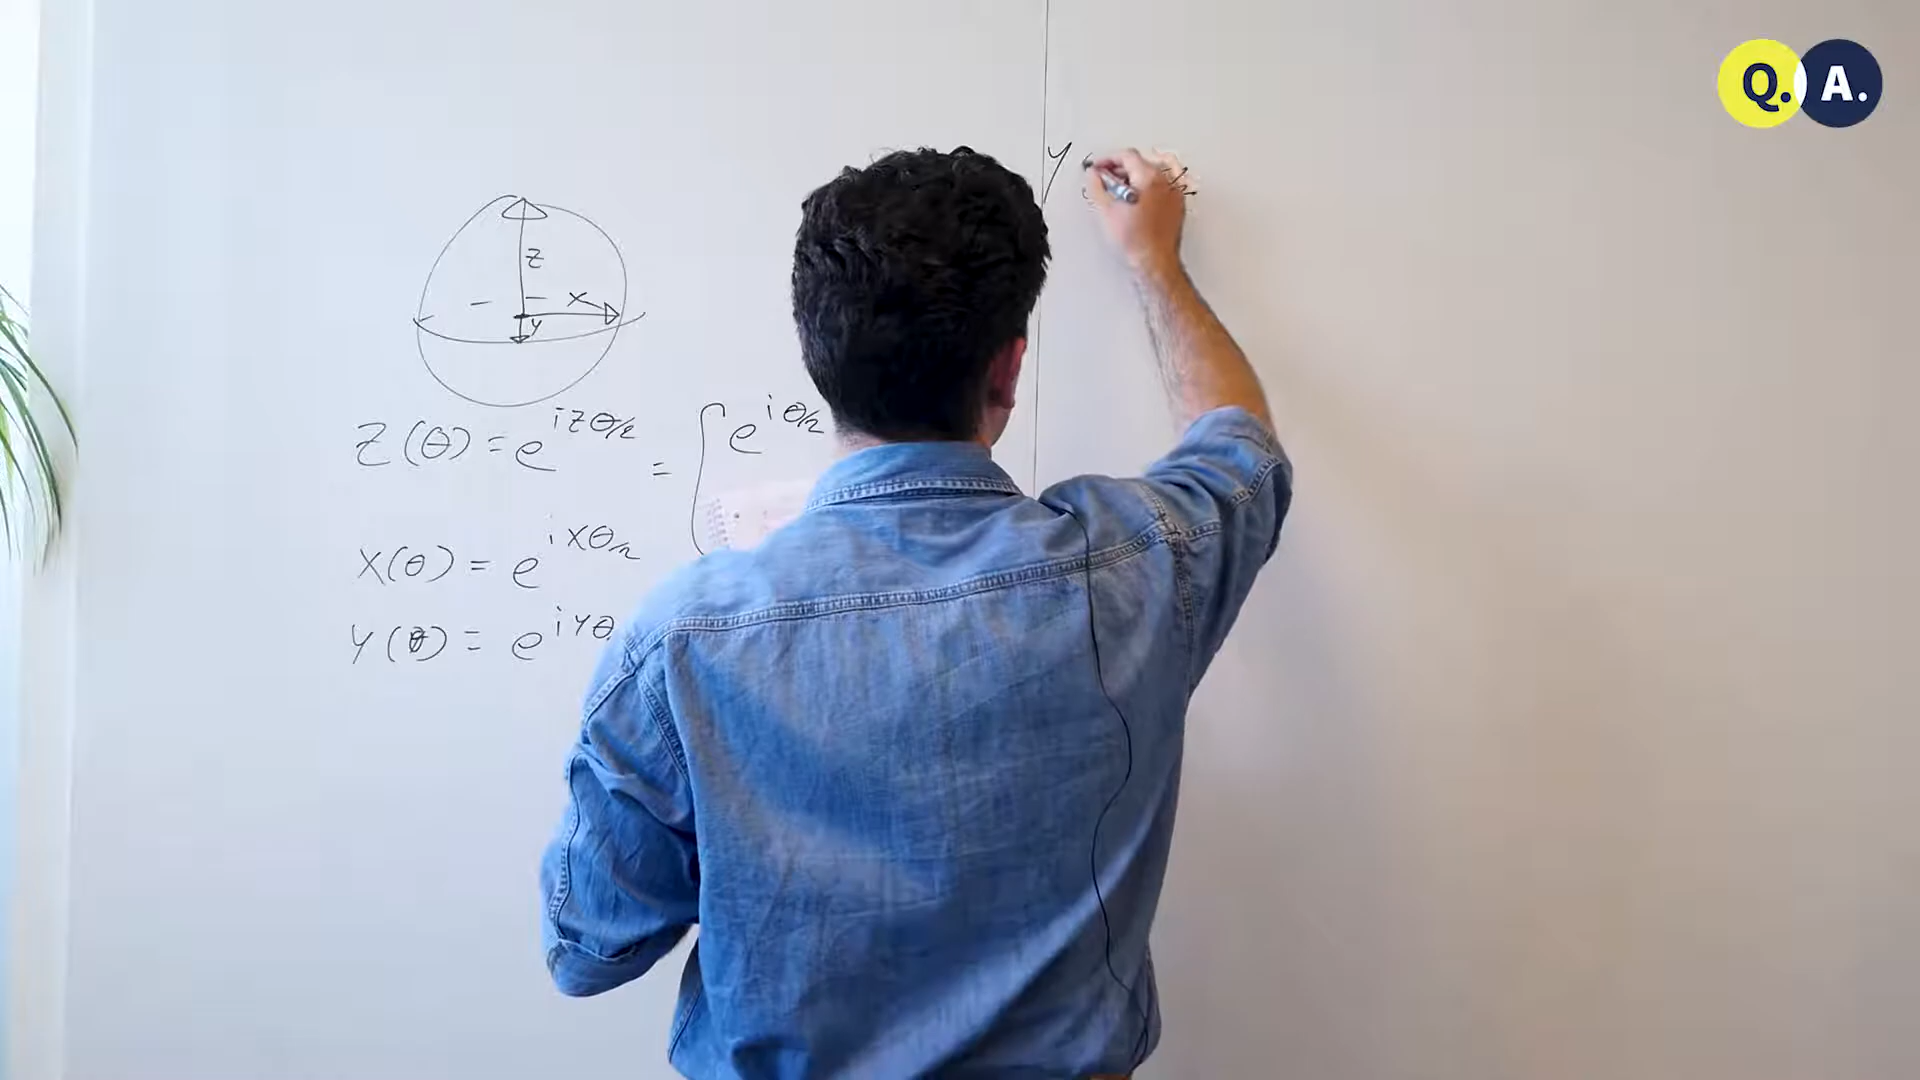 Q. A.
y
z
x
y
Z(θ) = e^{iZθ/2} = [ e^{iθ/2}
X(θ) = e^{iXθ/2}
Y(θ) = e^{iYθ